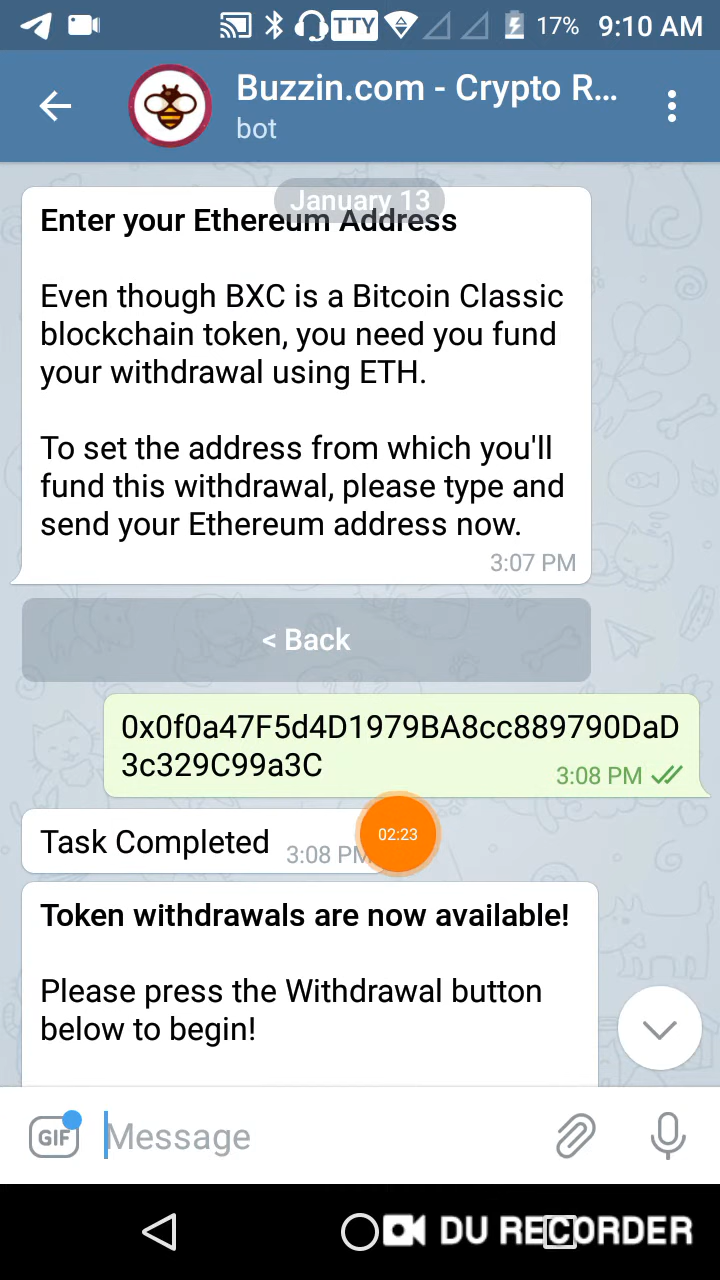 TTY
17%
9:10 AM
Buzzin.com - Crypto R...
bot
January 13
Enter your Ethereum Address
Even though BXC is a Bitcoin Classic
blockchain token, you need you fund
your withdrawal using ETH.
To set the address from which you'll
fund this withdrawal, please type and
send your Ethereum address now.
3:07 PM
< Back
0x0f0a47F5d4D1979BA8cc889790DaD
3c329C99a3C
3:08 PM
Task Completed
3:08 PM
02:23
Token withdrawals are now available!
Please press the Withdrawal button
below to begin!
GIF
Message
DU RECORDER